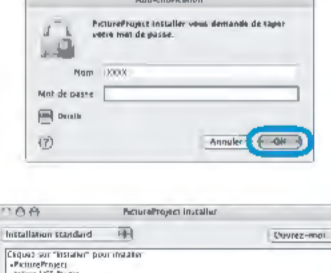 PictureProject Installer vous demande de taper
votre mot de passe.
Nom
XXXX
Mot de passe
Détails
?
Annuler
OK
PictureProject Installer
Installation standard
Ouvrez-moi
Cliquez sur "Installer" pour installer
•PictureProject